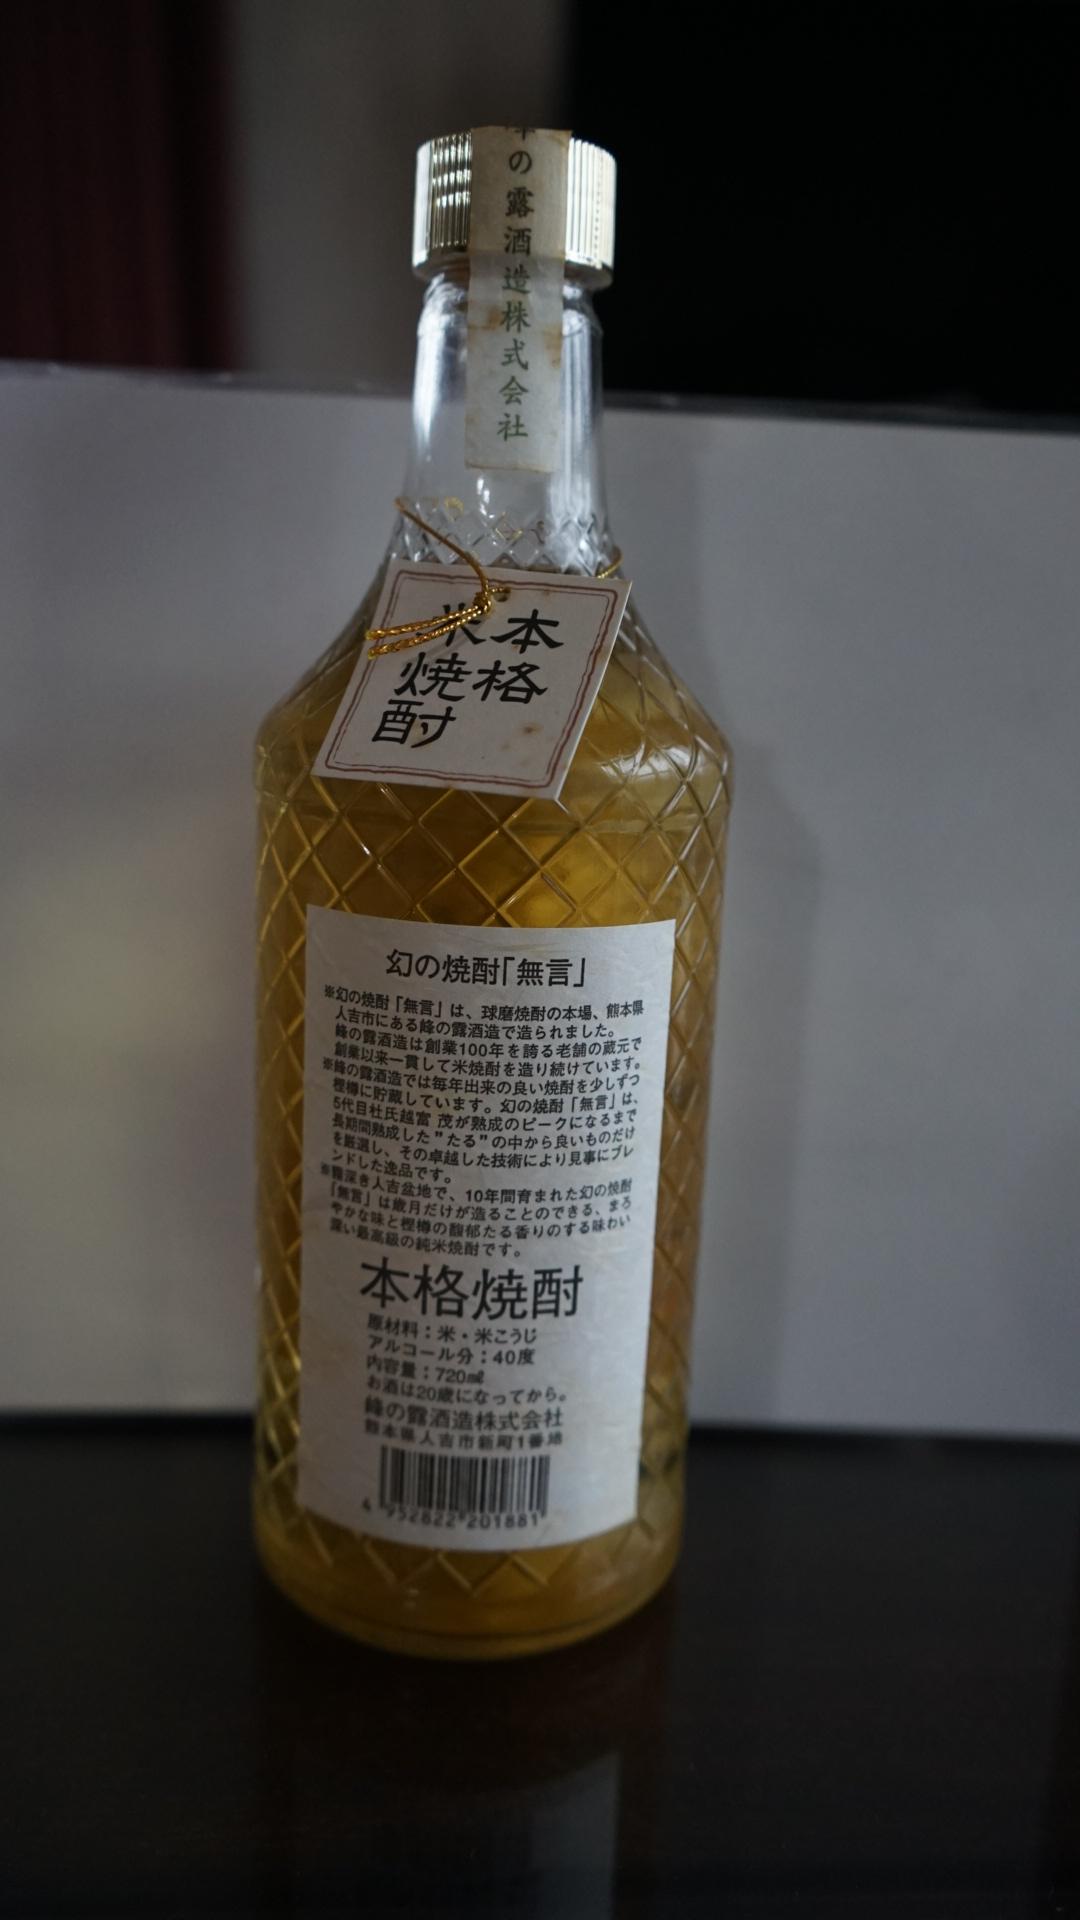 の露酒造株式会社
本格
米焼酎
幻の焼酎「無言」
※幻の焼酎「無言」は、球磨焼酎の本場、熊本県
人吉市にある峰の露酒造で造られました。
峰の露酒造は創業100年を誇る老舗の蔵元で
創業以来一貫して米焼酎を造り続けています。
※峰の露酒造では毎年出来の良い焼酎を少しずつ
樫樽に貯蔵しています。幻の焼酎「無言」は、
5代目杜氏越富 茂が熟成のピークになるまで
長期間熟成した”たる”の中から良いものだけ
を厳選し、その卓越した技術により見事にブレ
ンドした逸品です。
※霧深き人吉盆地で、10年間育まれた幻の焼酎
「無言」は歳月だけが造ることのできる、まろ
やかな味と樫樽の馥郁たる香りのする味わい
深い最高級の純米焼酎です。
本格焼酎
原材料：米・米こうじ
アルコール分：40度
内容量：720㎖
お酒は20歳になってから。
峰の露酒造株式会社
熊本県人吉市新町1番地
4 952822 201881